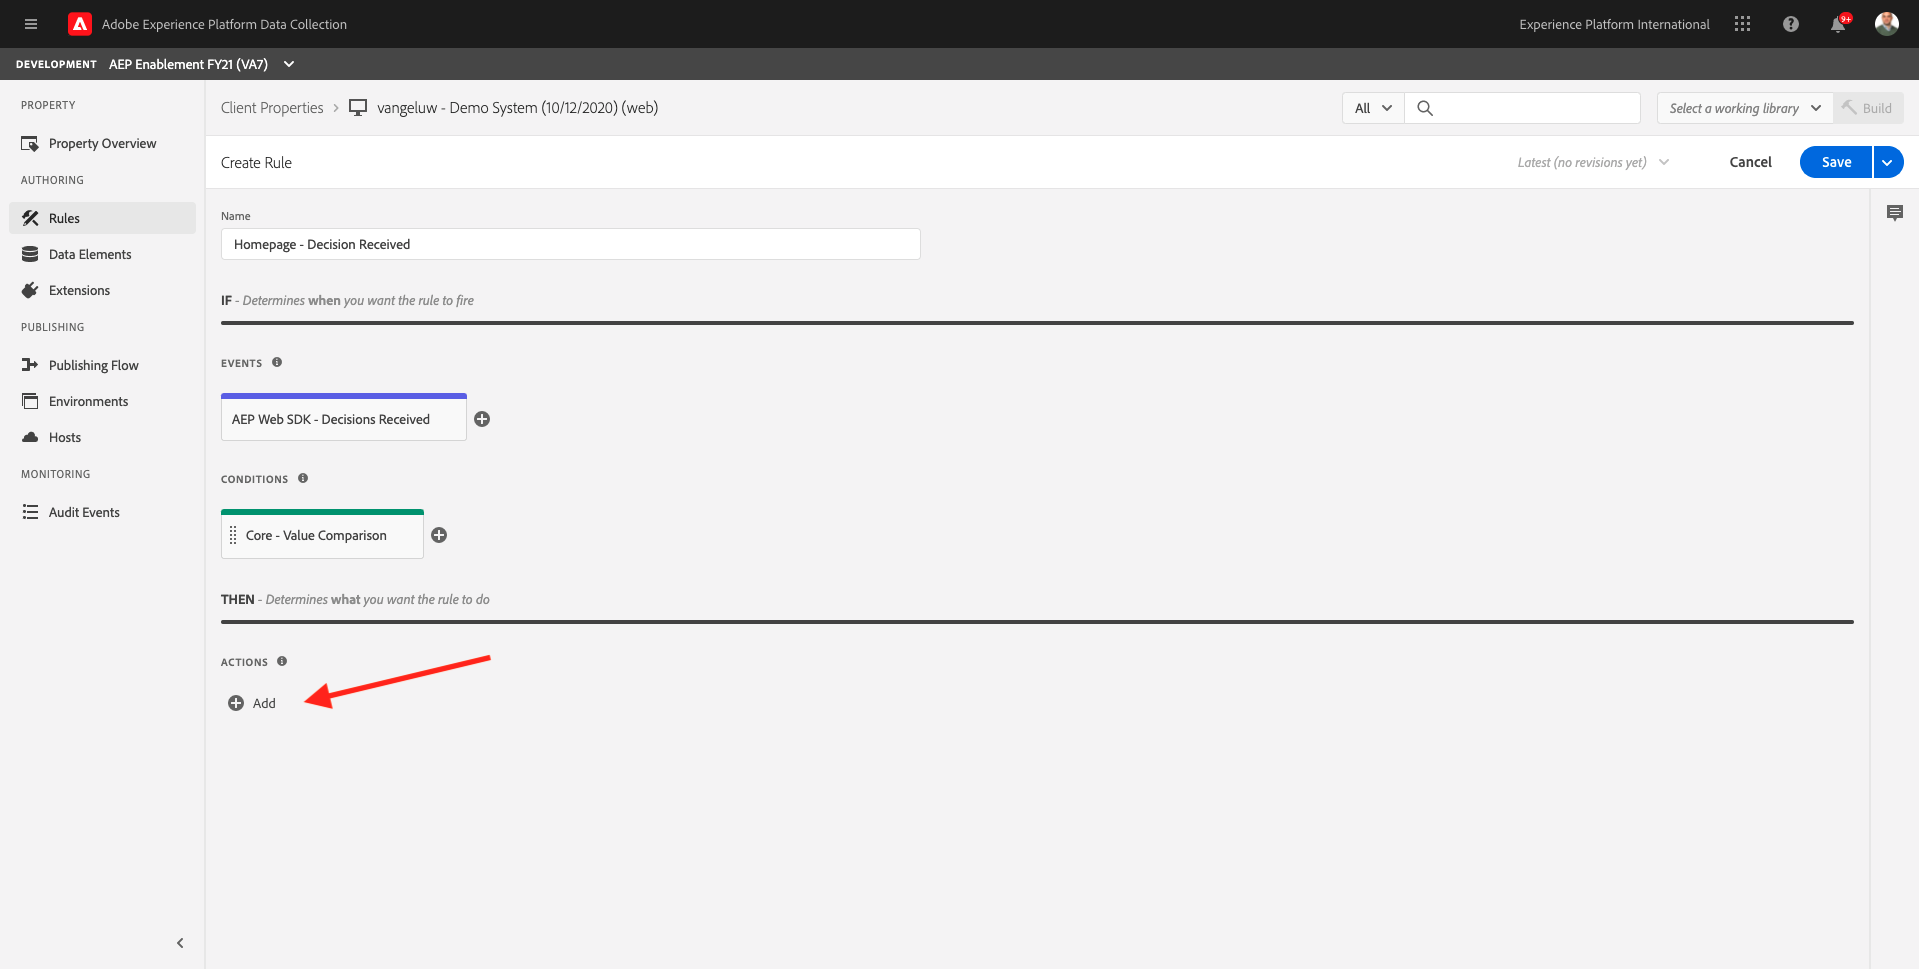 Adobe Experience Platform Data Collection
Experience Platform International
9+
DEVELOPMENT AEP Enablement FY21 (VA7)
PROPERTY
Property Overview
AUTHORING
Rules
Data Elements
Extensions
PUBLISHING
Publishing Flow
Environments
Hosts
MONITORING
Audit Events
Client Properties > vangeluw - Demo System (10/12/2020) (web)
All
Select a working library
Build
Create Rule
Latest (no revisions yet)
Cancel
Save
Name
Homepage - Decision Received
IF - Determines when you want the rule to fire
EVENTS
AEP Web SDK - Decisions Received
CONDITIONS
Core - Value Comparison
THEN - Determines what you want the rule to do
ACTIONS
Add